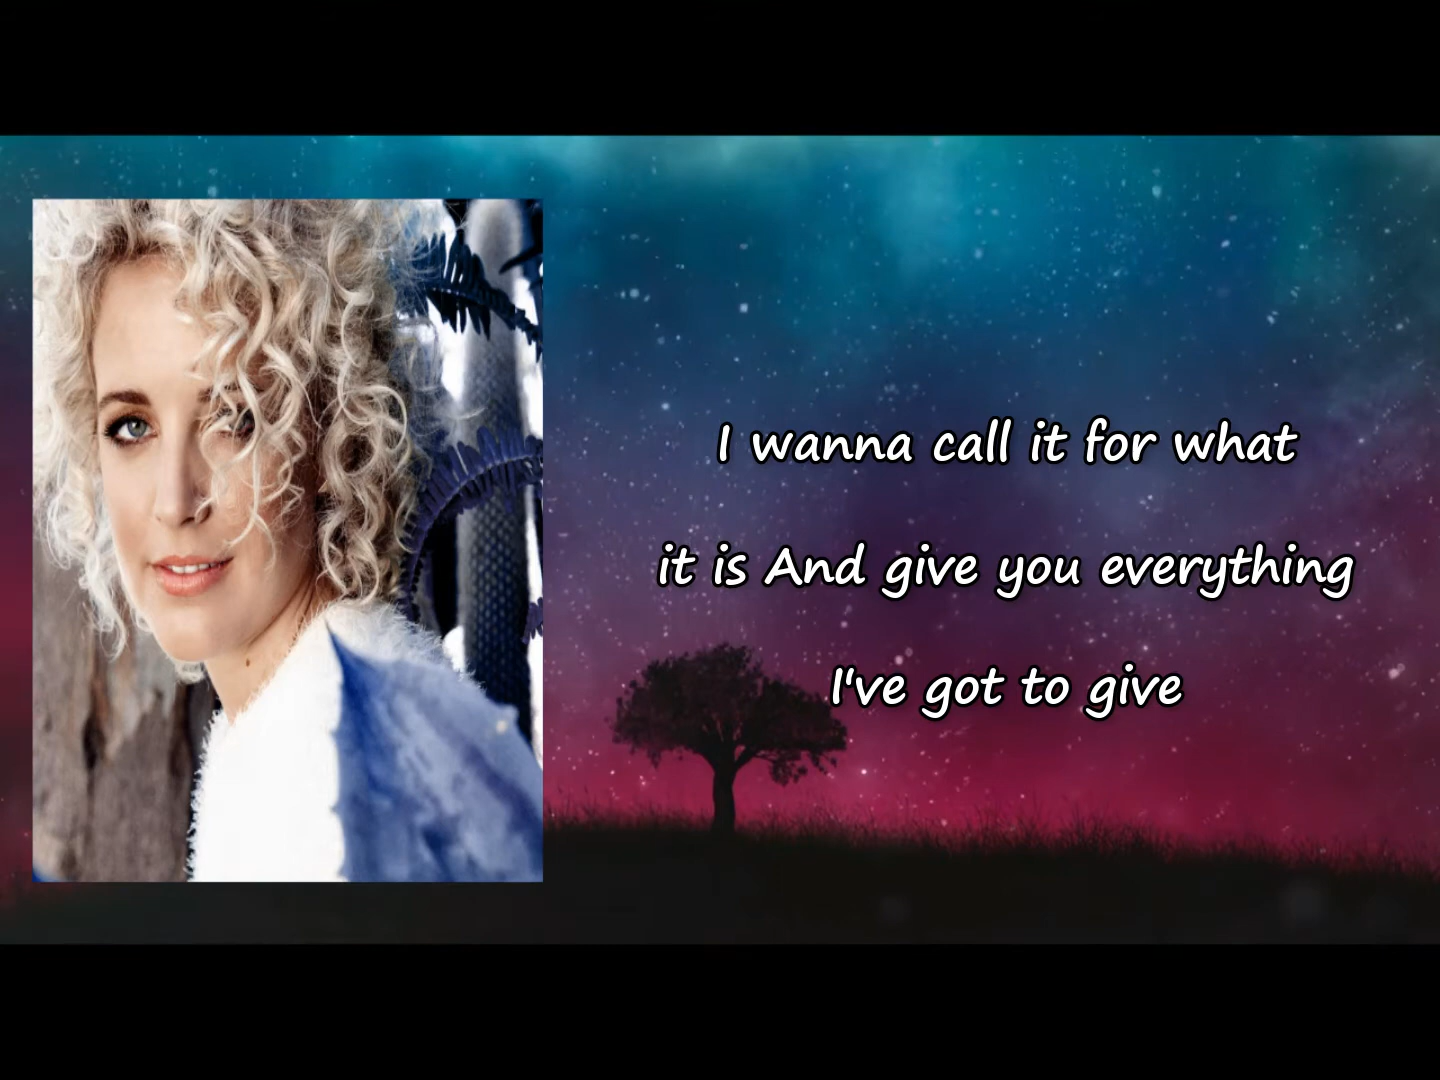 I wanna call it for what
it is And give you everything
I've got to give